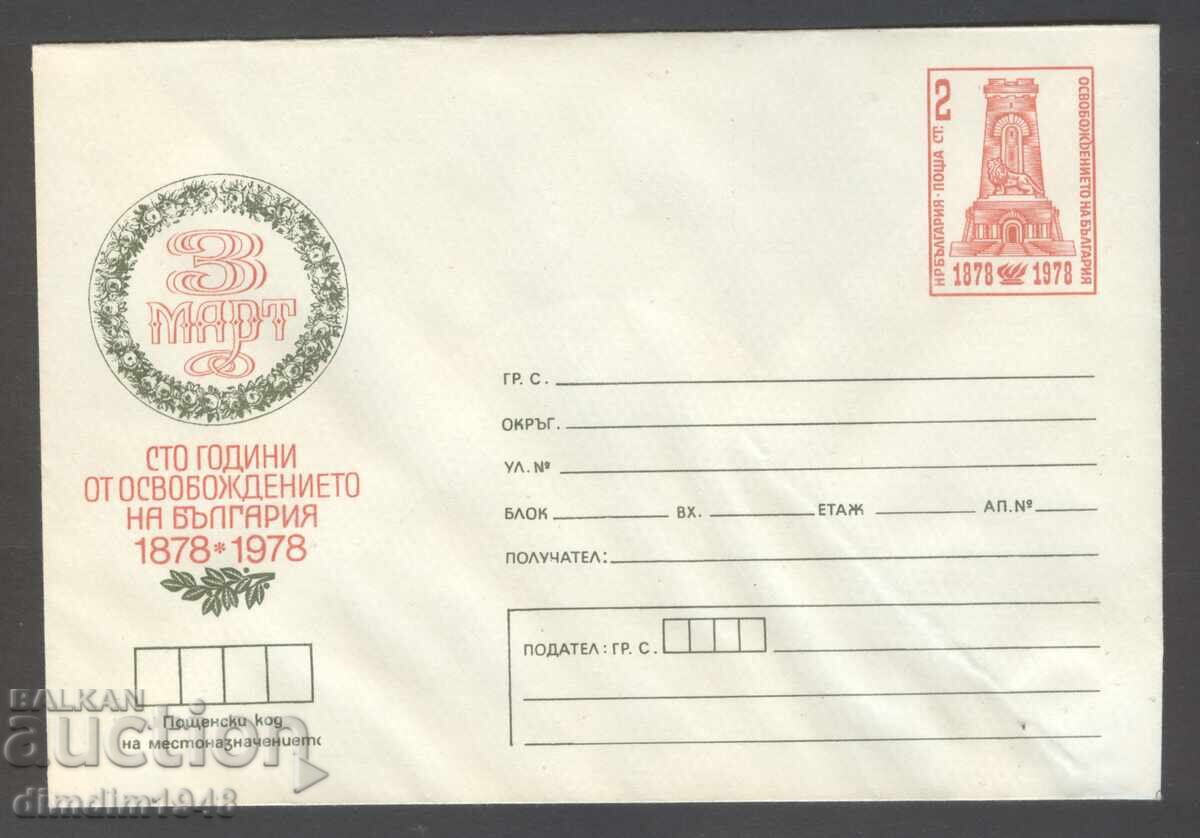 2
НР БЪЛГАРИЯ · ПОЩА СТ.
ОСВОБОЖДЕНИЕТО НА БЪЛГАРИЯ
1878 1978
3
МАРТ
СТО ГОДИНИ
ОТ ОСВОБОЖДЕНИЕТО
НА БЪЛГАРИЯ
1878*1978
ГР. С.
ОКРЪГ.
УЛ. №
БЛОК ВХ. ЕТАЖ АП. №
ПОЛУЧАТЕЛ:
ПОДАТЕЛ: ГР. С.
Пощенски код
на местоназначението
BALKAN
auction
dimdim1948